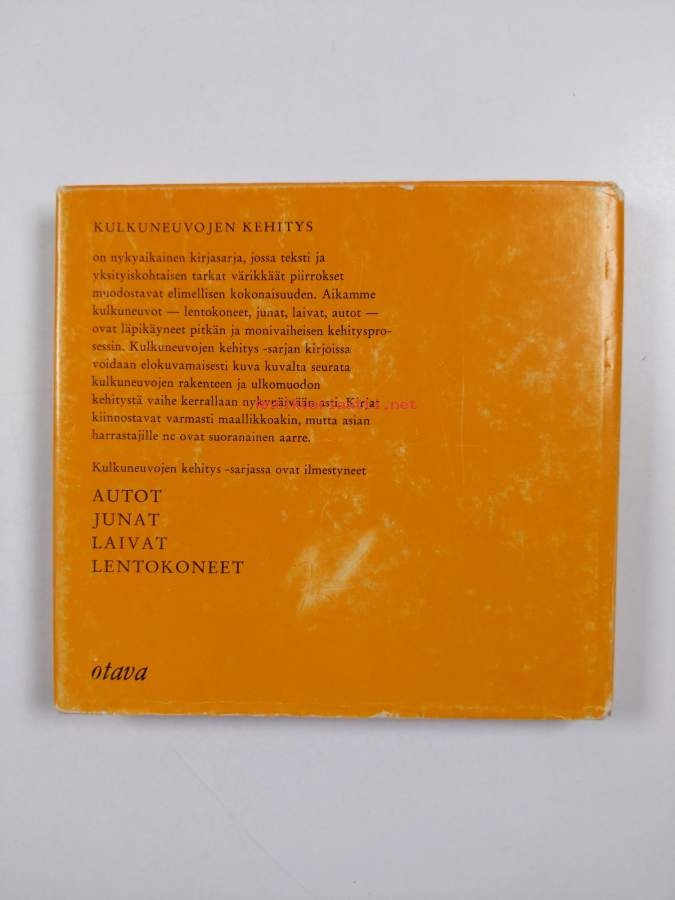 KULKUNEUVOJEN KEHITYS
on nykyaikainen kirjasarja, jossa teksti ja
yksityiskohtaisen tarkat värikkäät piirrokset
muodostavat elimellisen kokonaisuuden. Aikamme
kulkuneuvot — lentokoneet, junat, laivat, autot —
ovat läpikäyneet pitkän ja monivaiheisen kehityspro-
sessin. Kulkuneuvojen kehitys -sarjan kirjoissa
voidaan elokuvamaisesti kuva kuvalta seurata
kulkuneuvojen rakenteen ja ulkomuodon
kehitystä vaihe kerrallaan nykypäivään asti. Kirjat
kiinnostavat varmasti maallikkoakin, mutta asian
harrastajille ne ovat suoranainen aarre.
Kulkuneuvojen kehitys -sarjassa ovat ilmestyneet
AUTOT
JUNAT
LAIVAT
LENTOKONEET
otava